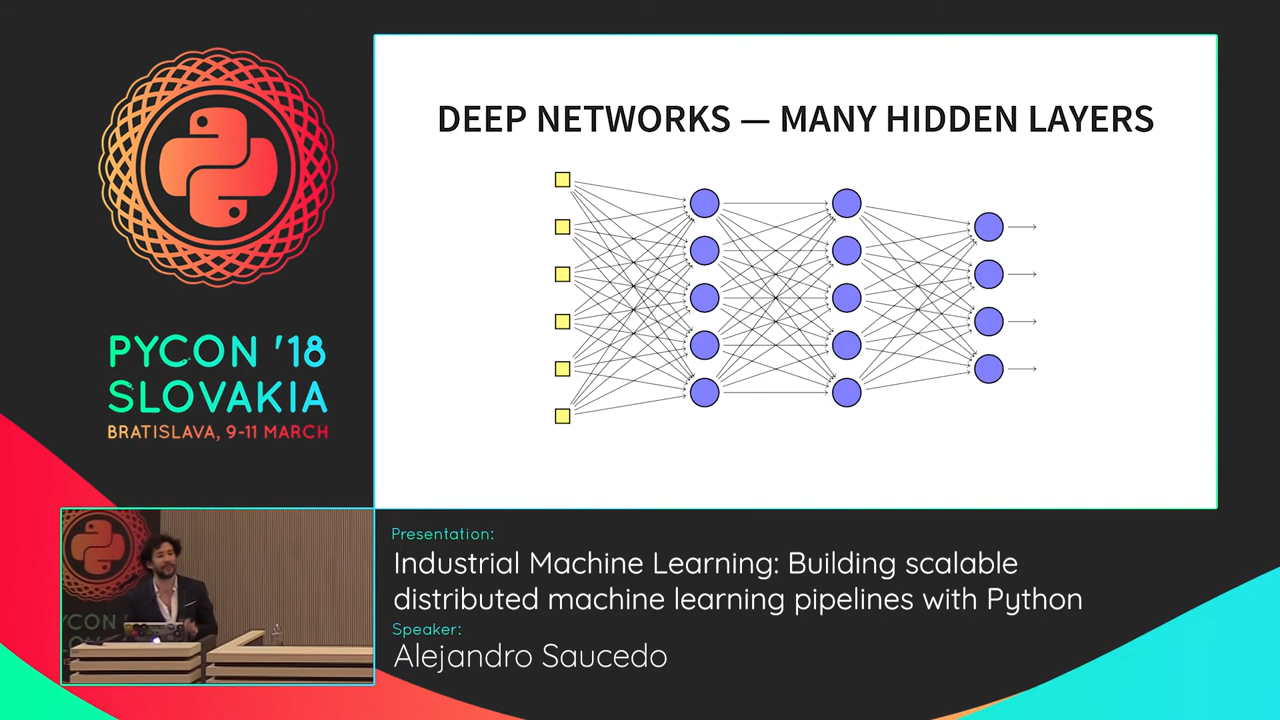 DEEP NETWORKS — MANY HIDDEN LAYERS
PYCON '18
SLOVAKIA
BRATISLAVA, 9-11 MARCH
Presentation:
Industrial Machine Learning: Building scalable
distributed machine learning pipelines with Python
Speaker:
Alejandro Saucedo
YCON